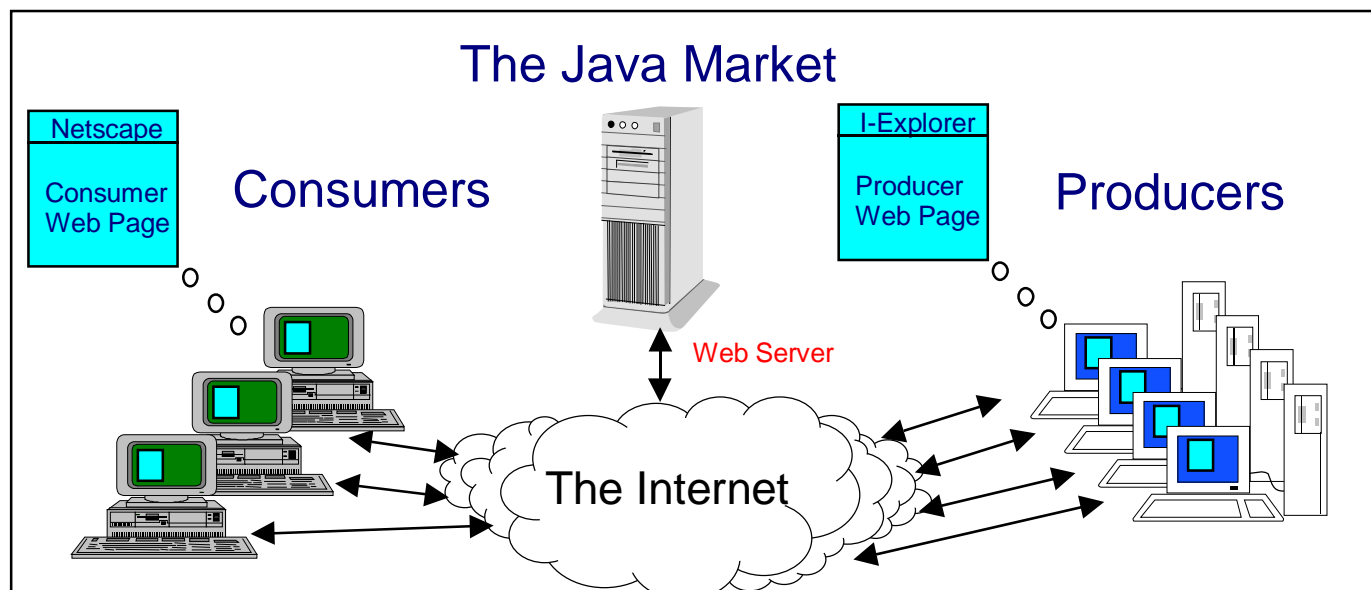 The Java Market
Netscape
Consumer
Web Page
Consumers
I-Explorer
Producer
Web Page
Producers
Web Server
The Internet